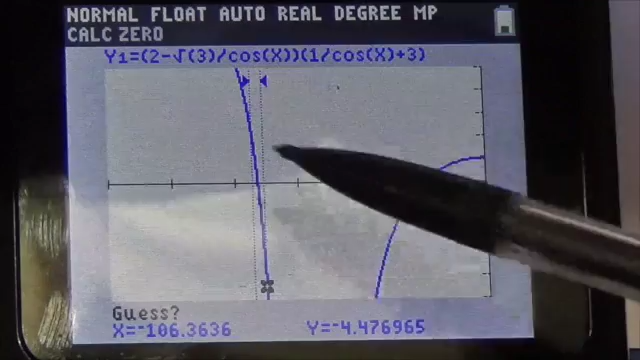 NORMAL FLOAT AUTO REAL DEGREE MP
CALC ZERO
Y1=(2-√(3)/cos(X))(1/cos(X)+3)
Guess?
X=-106.3636 Y=-4.476965